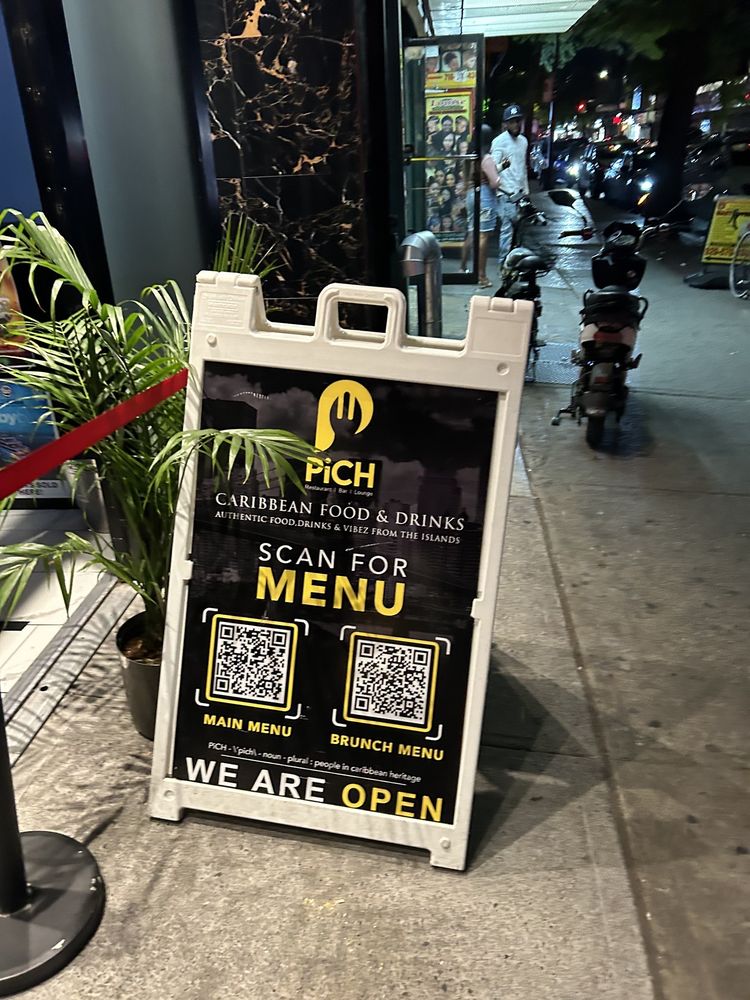 PiCH
Restaurant | Bar | Lounge
CARIBBEAN FOOD & DRINKS
AUTHENTIC FOOD,DRINKS & VIBEZ FROM THE ISLANDS
SCAN FOR
MENU
MAIN MENU
BRUNCH MENU
PiCH - \'pich\ - noun - plural : people in caribbean heritage
WE ARE OPEN
HERE!